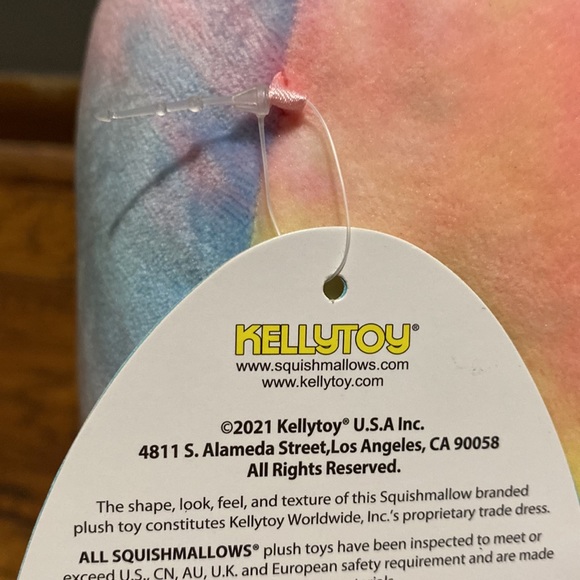 KELLYTOY®
www.squishmallows.com
www.kellytoy.com
©2021 Kellytoy® U.S.A Inc.
4811 S. Alameda Street,Los Angeles, CA 90058
All Rights Reserved.
The shape, look, feel, and texture of this Squishmallow branded
plush toy constitutes Kellytoy Worldwide, Inc.'s proprietary trade dress.
ALL SQUISHMALLOWS® plush toys have been inspected to meet or
exceed U.S., CN, AU, U.K. and European safety requirement and are made